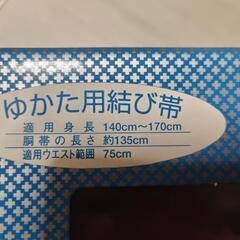 ゆかた用結び帯
適用身長 140cm～170cm
胴帯の長さ 約135cm
適用ウエスト範囲 75cm